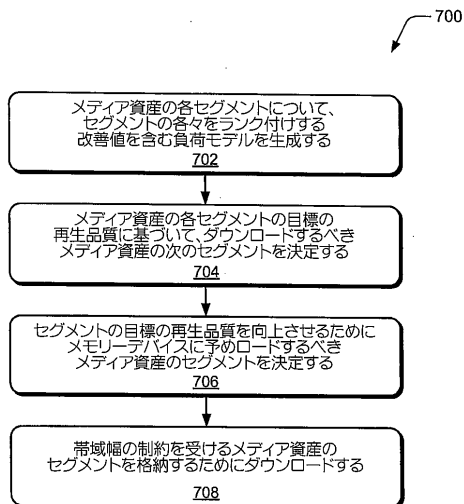 700
メディア資産の各セグメントについて、
セグメントの各々をランク付けする
改善値を含む負荷モデルを生成する
702
メディア資産の各セグメントの目標の
再生品質に基づいて、ダウンロードするべき
メディア資産の次のセグメントを決定する
704
セグメントの目標の再生品質を向上させるために
メモリーデバイスに予めロードするべき
メディア資産のセグメントを決定する
706
帯域幅の制約を受けるメディア資産の
セグメントを格納するためにダウンロードする
708